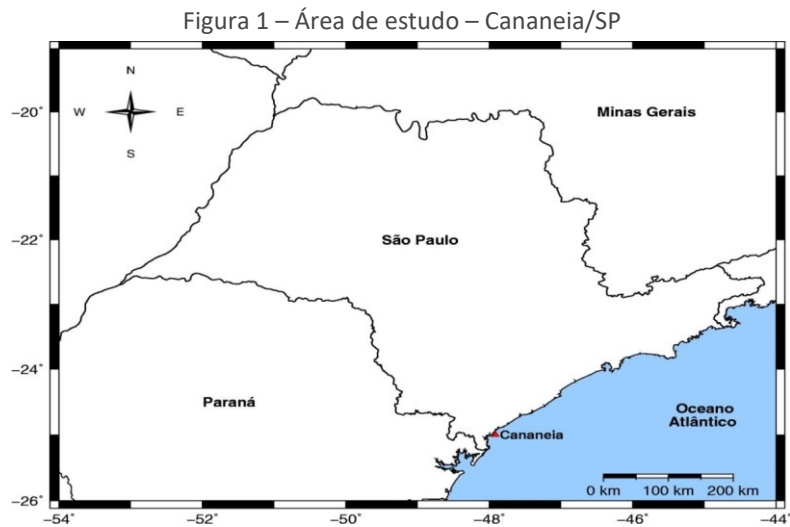 Figura 1 – Área de estudo – Cananeia/SP
N
W E
S
Minas Gerais
São Paulo
Paraná
Oceano
Atlântico
Cananeia
0 km 100 km 200 km
−20°
−22°
−24°
−26°
−54° −52° −50° −48° −46° −44°